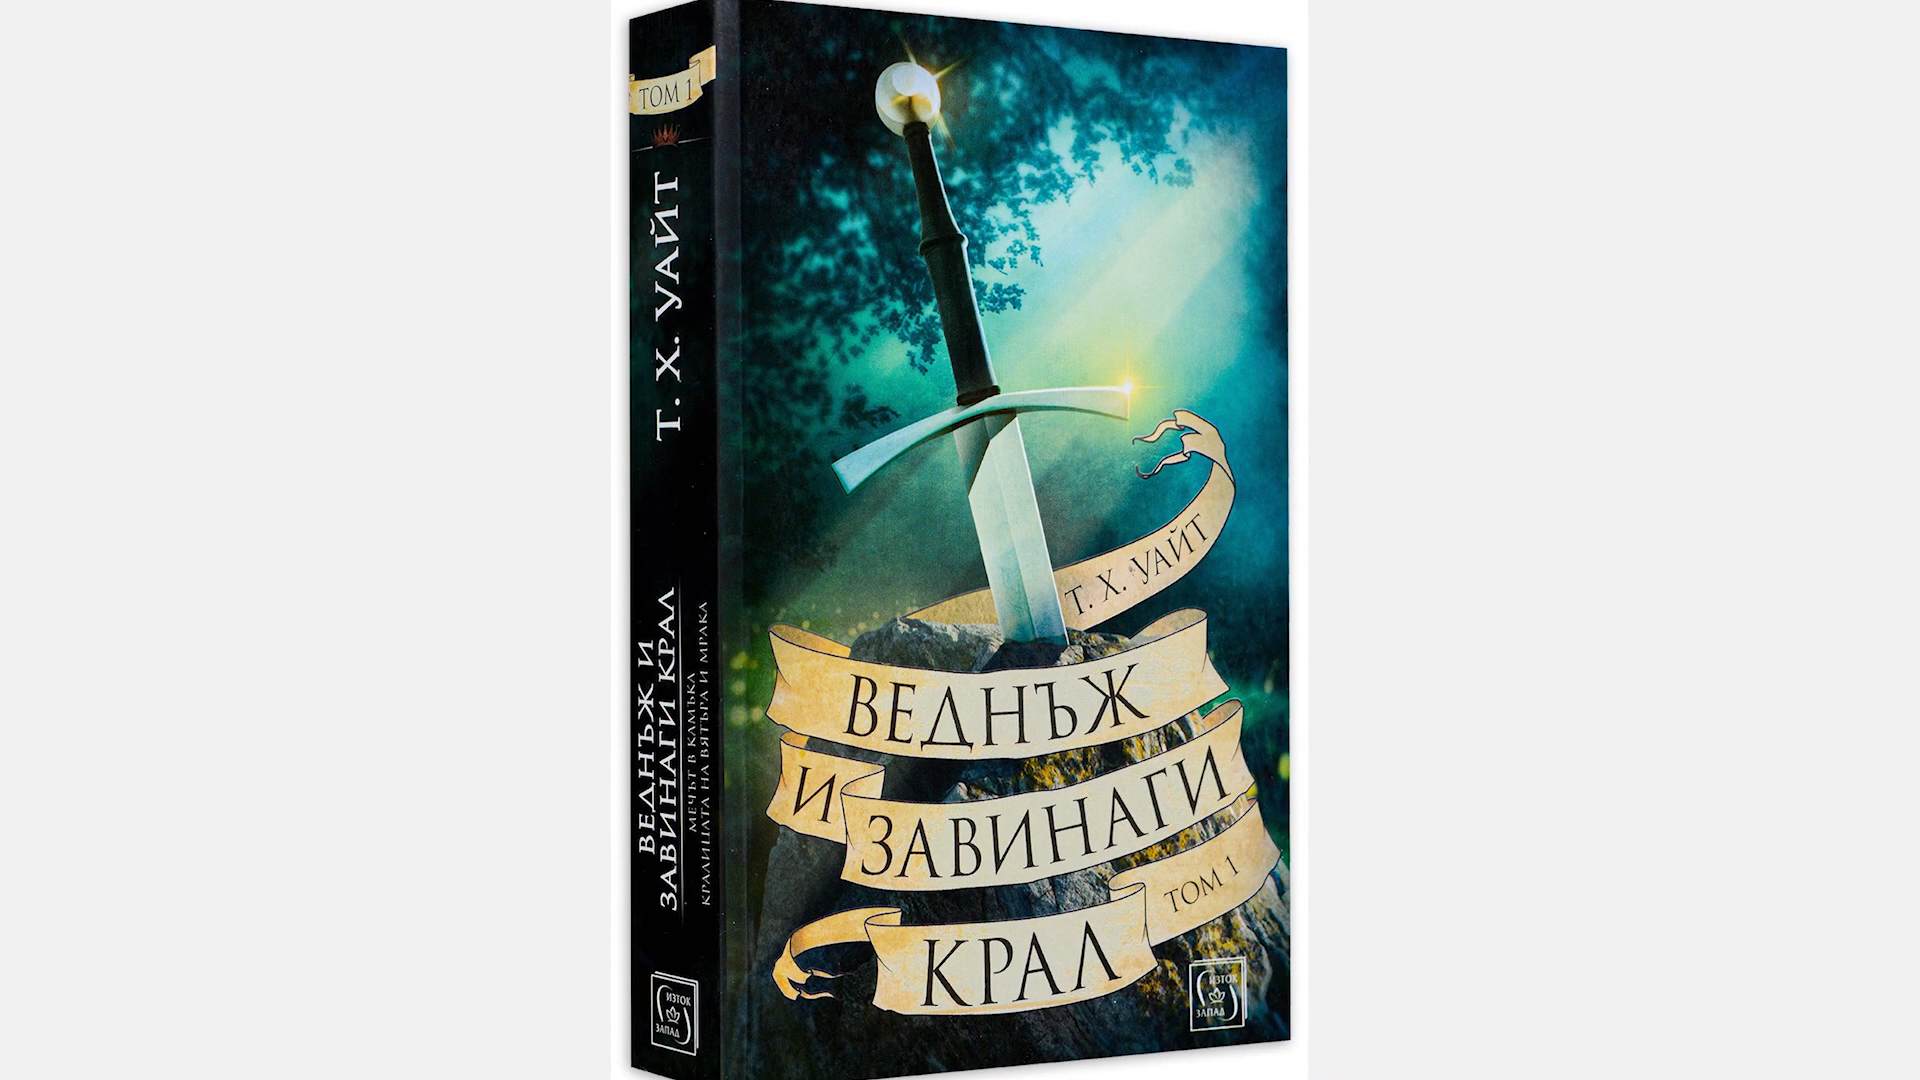 ТОМ 1
Т. Х. УАЙТ
ВЕДНЪЖ И
ЗАВИНАГИ КРАЛ
МЕЧЪТ В КАМЪКА
КРАЛИЦАТА НА ВЯТЪРА И МРАКА
ИЗТОК
ЗАПАД
Т. Х. УАЙТ
ВЕДНЪЖ
И ЗАВИНАГИ
КРАЛ
ТОМ 1
ИЗТОК
ЗАПАД